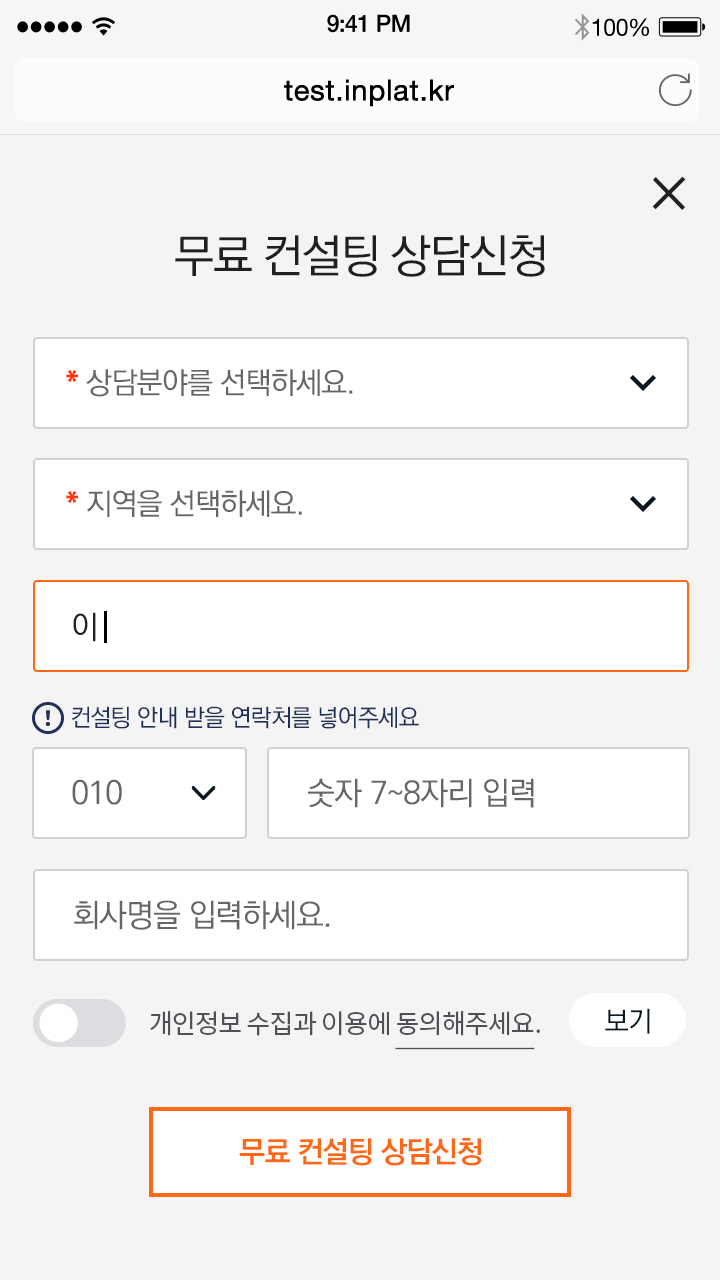 9:41 PM
100%
test.inplat.kr
무료 컨설팅 상담신청
* 상담분야를 선택하세요.
* 지역을 선택하세요.
이
컨설팅 안내 받을 연락처를 넣어주세요
010
숫자 7~8자리 입력
회사명을 입력하세요.
개인정보 수집과 이용에 동의해주세요.
보기
무료 컨설팅 상담신청